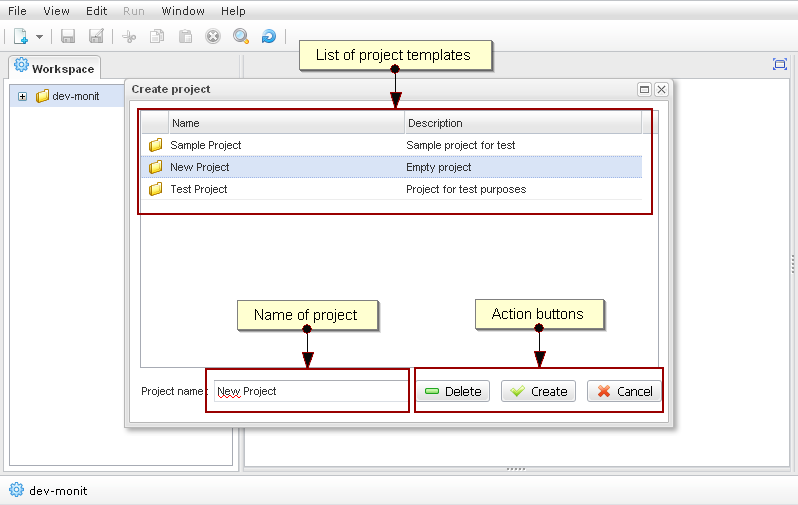 File View Edit Run Window Help
List of project templates
Workspace
Create project
dev-monit
Name Description
Sample Project Sample project for test
New Project Empty project
Test Project Project for test purposes
Name of project Action buttons
Project name: New Project Delete Create Cancel
dev-monit